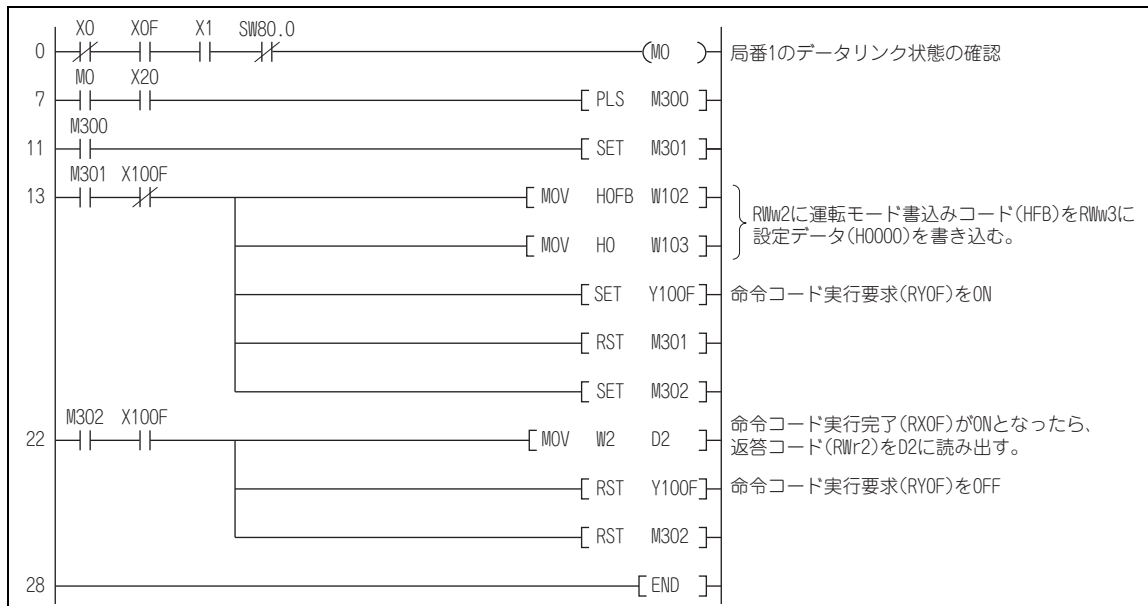 X0 X0F X1 SW80.0
0 (M0 ) 局番1のデータリンク状態の確認
M0 X20
7 [ PLS M300 ]
M300
11 [ SET M301 ]
M301 X100F
13 [ MOV H0FB W102 ]
RWw2に運転モード書込みコード(HFB)をRWw3に
設定データ(H0000)を書き込む。
[ MOV H0 W103 ]
[ SET Y100F ] 命令コード実行要求(RY0F)をON
[ RST M301 ]
[ SET M302 ]
M302 X100F
22 [ MOV W2 D2 ] 命令コード実行完了(RX0F)がONとなったら、
返答コード(RWr2)をD2に読み出す。
[ RST Y100F ] 命令コード実行要求(RY0F)をOFF
[ RST M302 ]
28 [ END ]